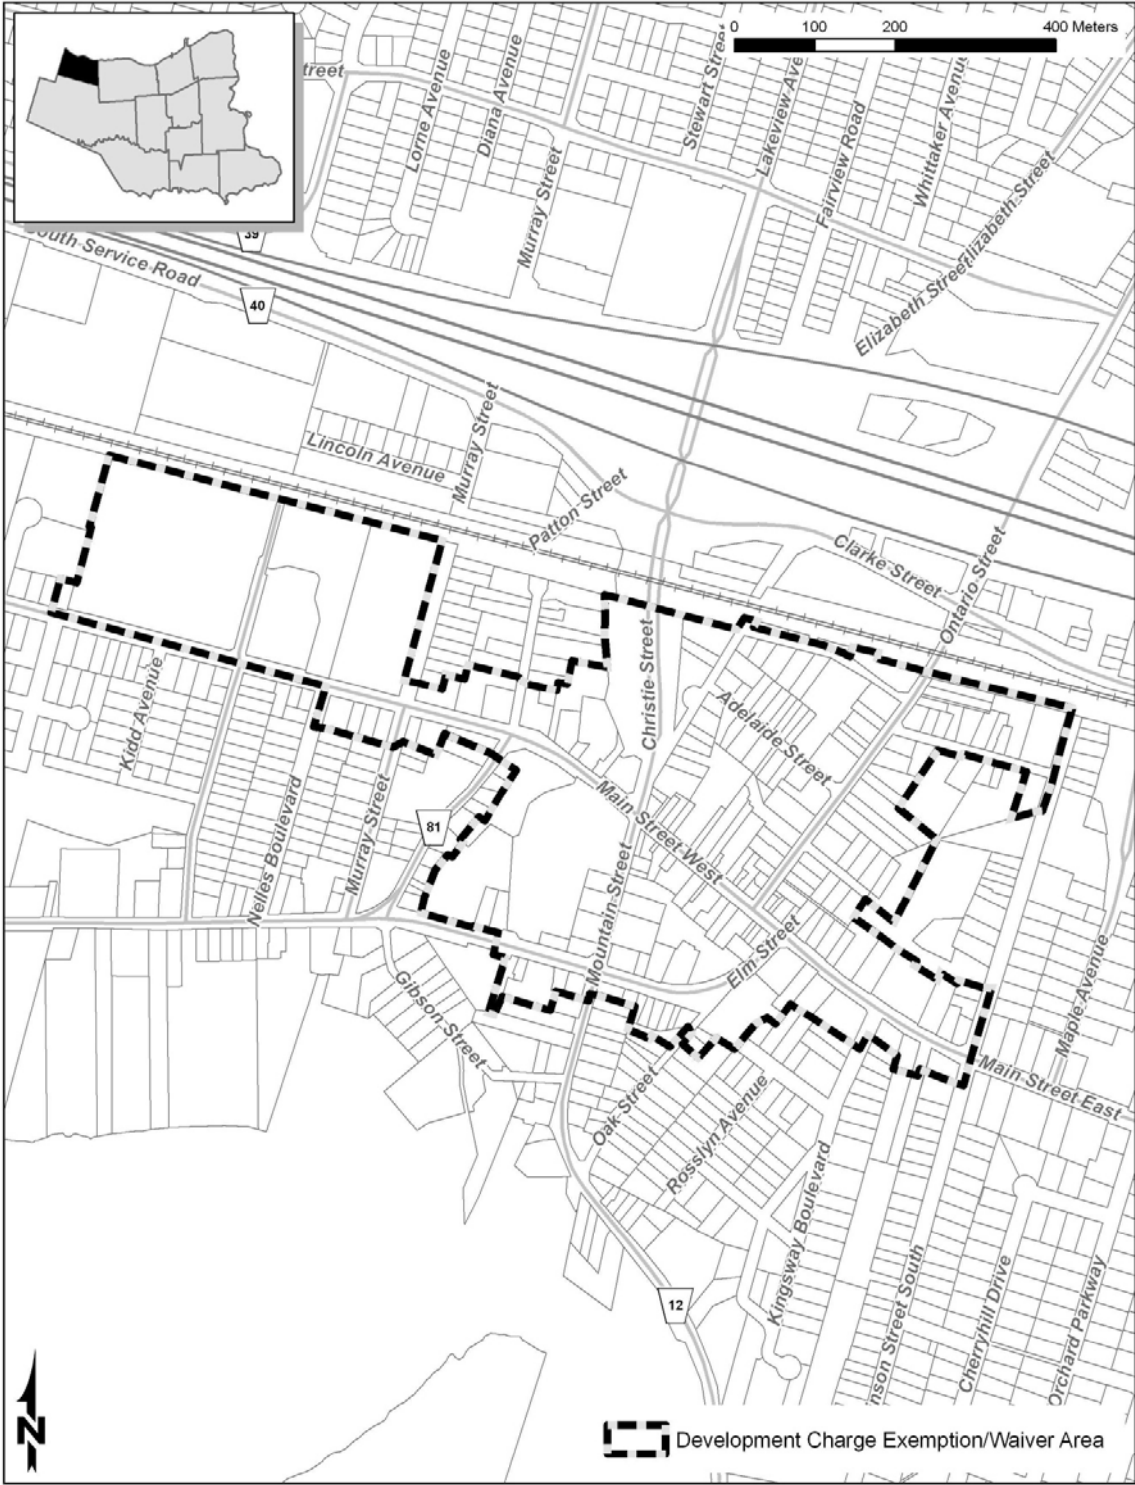 0 100 200 400 Meters
treet
Lorne Avenue
Diana Avenue
Murray Street
Stewart Street
Lakeview Ave
Fairview Road
Whittaker Avenue
Elizabeth Street
lizabeth Street
39
outh Service Road
40
Lincoln Avenue
Murray Street
Patton Street
Clarke Street
Ontario Street
Christie Street
Adelaide Street
Kidd Avenue
Nelles Boulevard
Murray Street
81
Main Street West
Mountain Street
Elm Street
Gibson Street
Maple Avenue
Main Street East
Oak Street
Rosslyn Avenue
Kingsway Boulevard
nson Street South
Cherryhill Drive
Orchard Parkway
12
N
Development Charge Exemption/Waiver Area